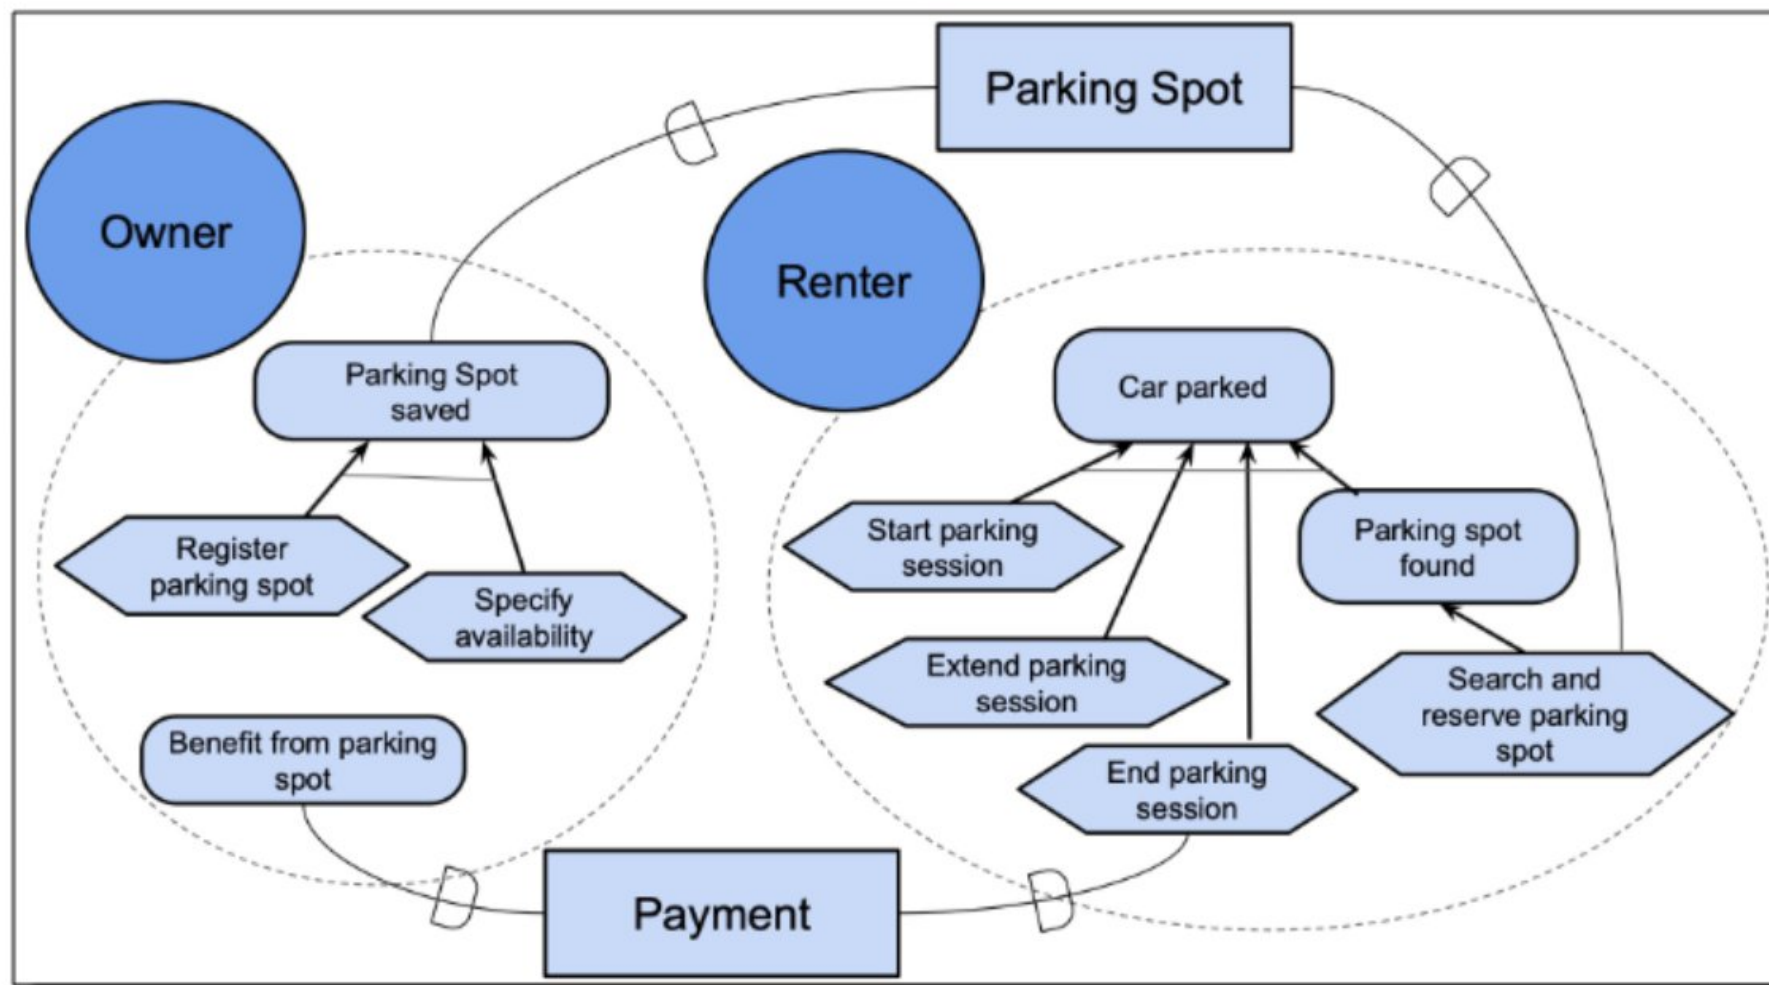 Parking Spot
Owner
Renter
Parking Spot
saved
Car parked
Register
parking spot
Specify
availability
Start parking
session
Parking spot
found
Extend parking
session
Search and
reserve parking
spot
Benefit from parking
spot
End parking
session
Payment